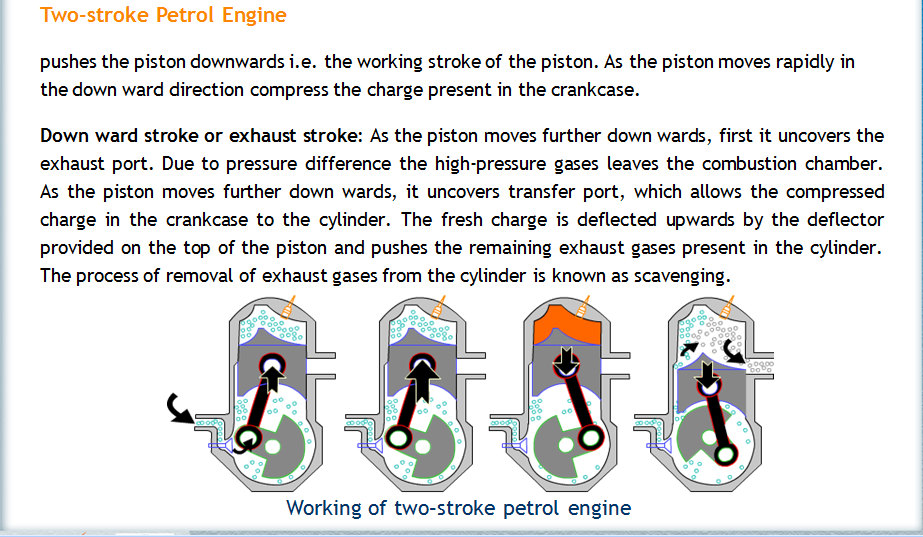 Two-stroke Petrol Engine
pushes the piston downwards i.e. the working stroke of the piston. As the piston moves rapidly in
the down ward direction compress the charge present in the crankcase.
Down ward stroke or exhaust stroke: As the piston moves further down wards, first it uncovers the
exhaust port. Due to pressure difference the high-pressure gases leaves the combustion chamber.
As the piston moves further down wards, it uncovers transfer port, which allows the compressed
charge in the crankcase to the cylinder. The fresh charge is deflected upwards by the deflector
provided on the top of the piston and pushes the remaining exhaust gases present in the cylinder.
The process of removal of exhaust gases from the cylinder is known as scavenging.
Working of two-stroke petrol engine